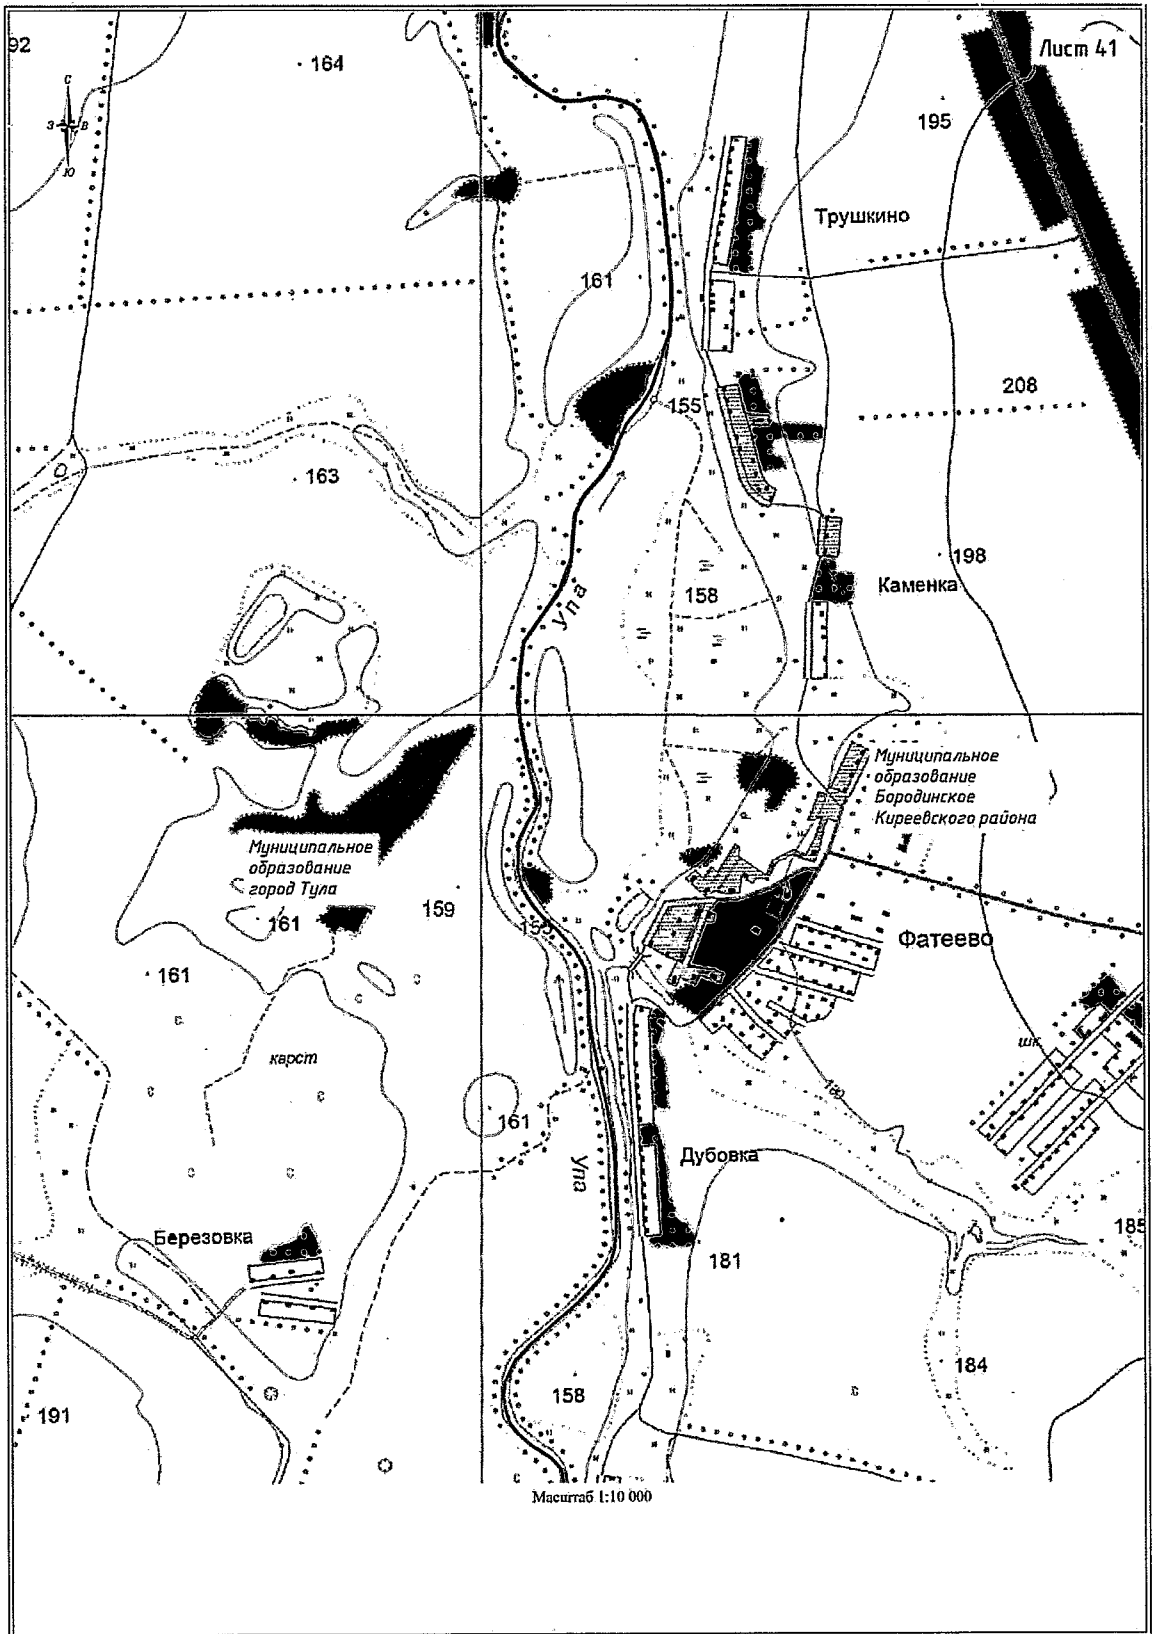 92
164
Лист 41
С
З
В
Ю
195
Трушкино
161
208
155
163
198
Каменка
158
Упа
Муниципальное
образование
Бородинское
Киреевского района
Муниципальное
образование
город Тула
159
161
Фатеево
161
шк.
карст
180
161
Дубовка
Упа
Березовка
185
181
184
158
191
Масштаб 1:10 000